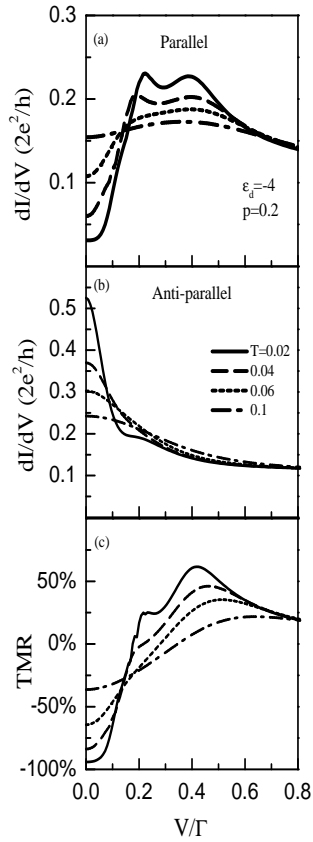 (a)
Parallel
0.3
0.2
0.1
dI/dV (2e²/h)
ε_d=-4
p=0.2
(b)
Anti-parallel
0.5
0.4
0.3
0.2
0.1
dI/dV (2e²/h)
T=0.02
0.04
0.06
0.1
(c)
50%
0%
-50%
-100%
TMR
0.0 0.2 0.4 0.6 0.8
V/Γ